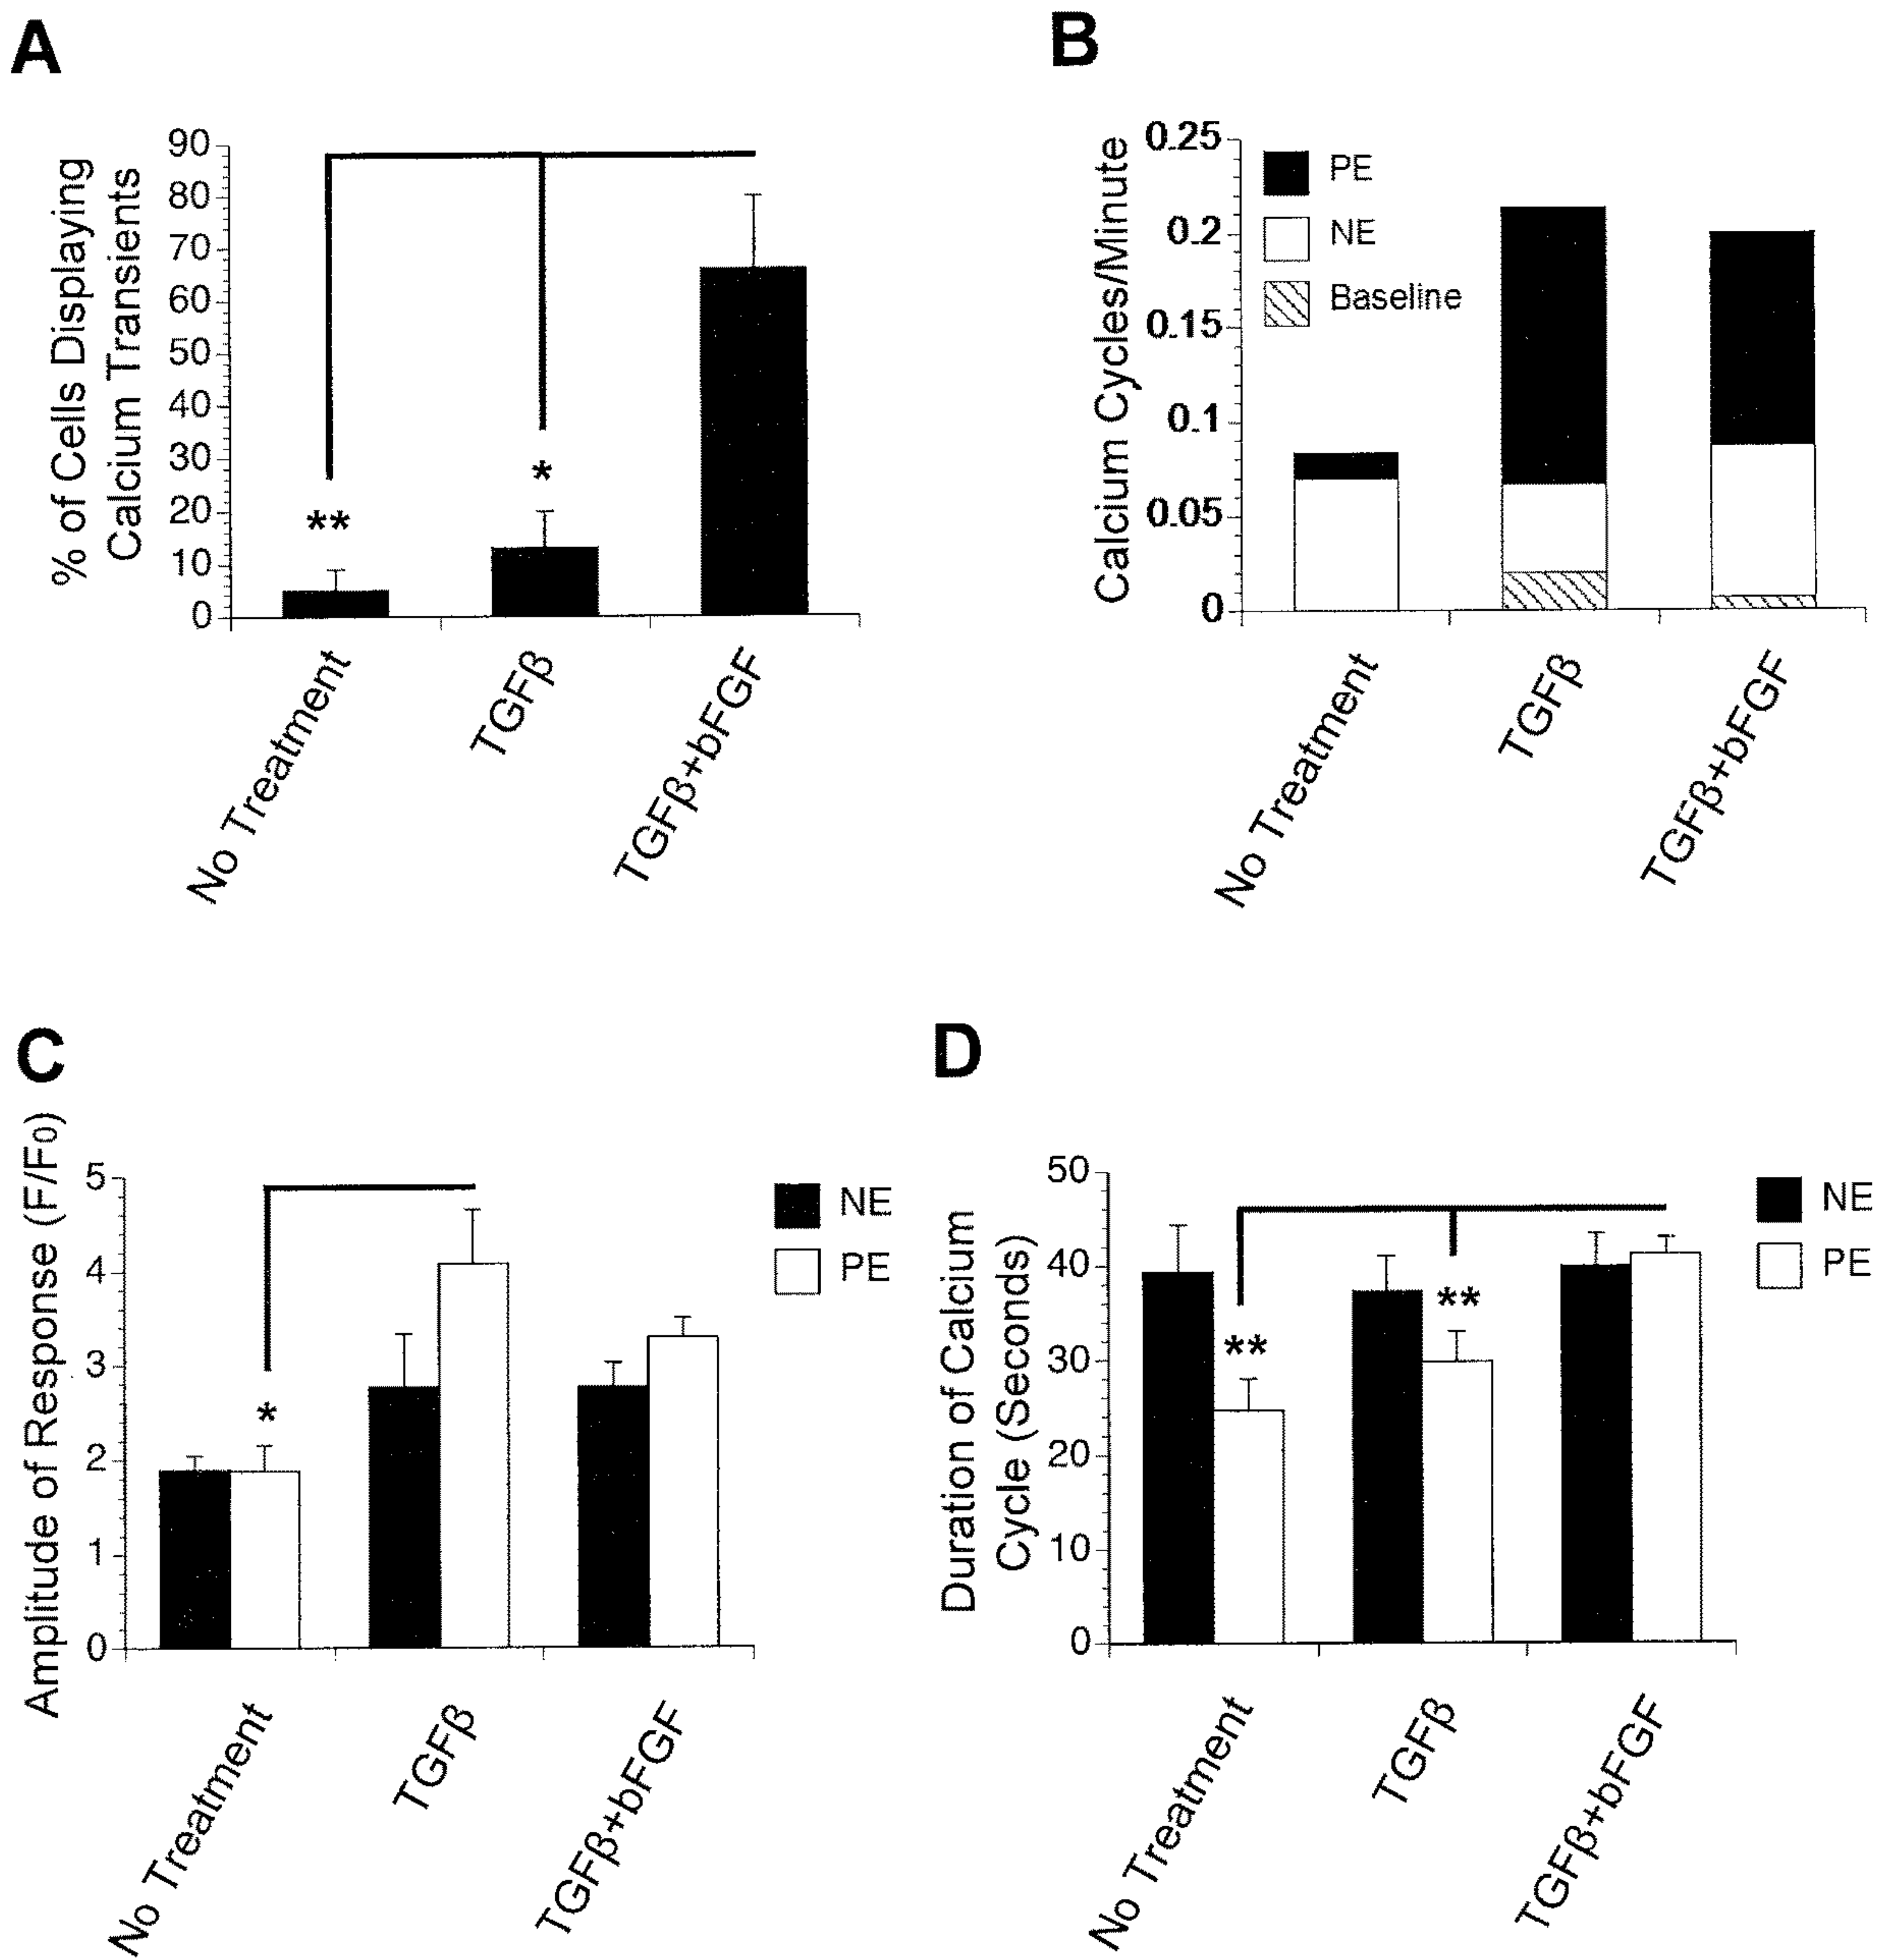 A
% of Cells Displaying
Calcium Transients
90
80
70
60
50
40
30
20
10
0
**
*
No Treatment
TGFβ
TGFβ+bFGF
B
Calcium Cycles/Minute
0.25
0.2
0.15
0.1
0.05
0
PE
NE
Baseline
No Treatment
TGFβ
TGFβ+bFGF
C
Amplitude of Response (F/F0)
5
4
3
2
1
0
*
NE
PE
No Treatment
TGFβ
TGFβ+bFGF
D
Duration of Calcium
Cycle (Seconds)
50
40
30
20
10
0
**
**
NE
PE
No Treatment
TGFβ
TGFβ+bFGF